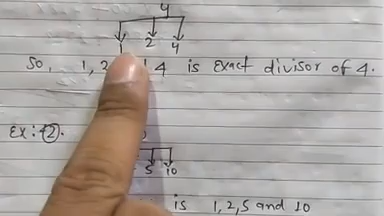 4
1 2 4
So, 1, 2 4 is exact divisor of 4.
Ex:-②.
5 10
is 1,2,5 and 10